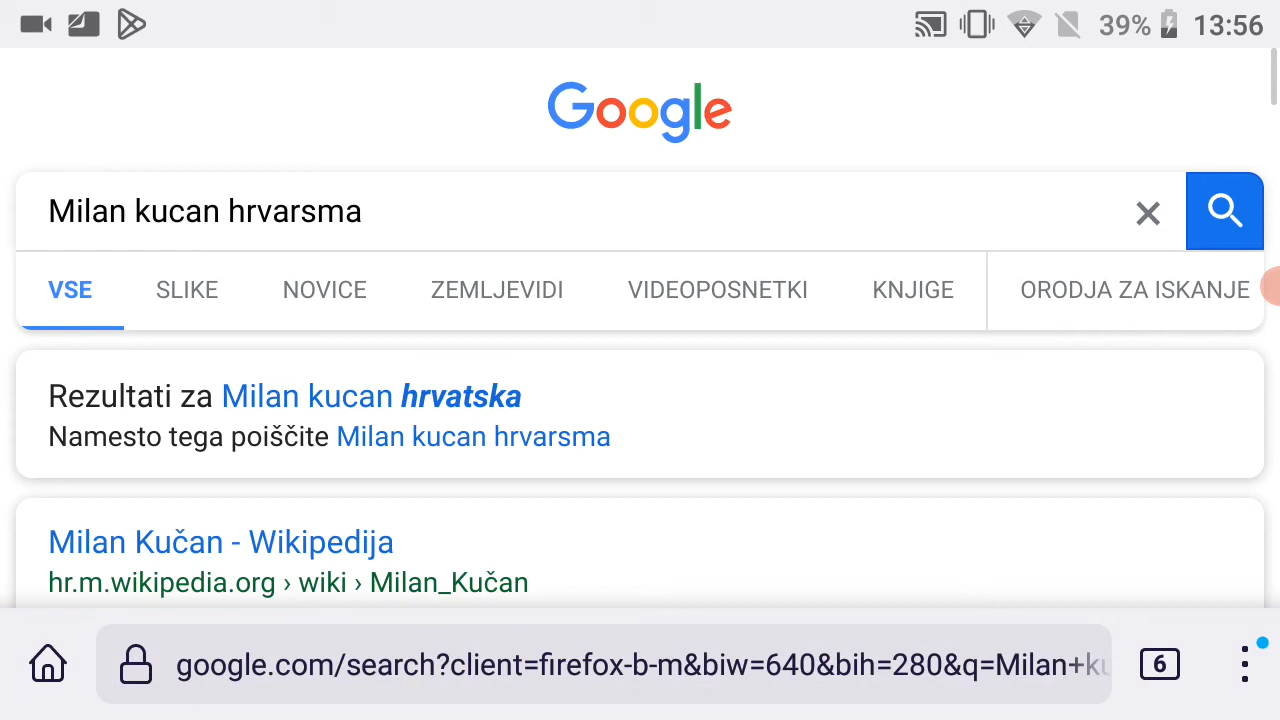 39% 13:56
Google
Milan kucan hrvarsma
VSE SLIKE NOVICE ZEMLJEVIDI VIDEOPOSNETKI KNJIGE ORODJA ZA ISKANJE
Rezultati za Milan kucan hrvatska
Namesto tega poiščite Milan kucan hrvarsma
Milan Kučan - Wikipedija
hr.m.wikipedia.org › wiki › Milan_Kučan
google.com/search?client=firefox-b-m&biw=640&bih=280&q=Milan+ku 6